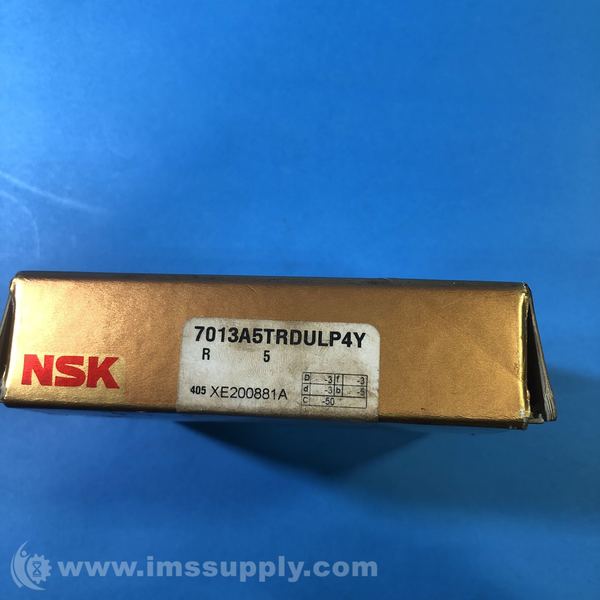 NSK
7013A5TRDULP4Y
R 5
405 XE200881A
D -3 f -3
d -3 b -5
C -50
www.imssupply.com